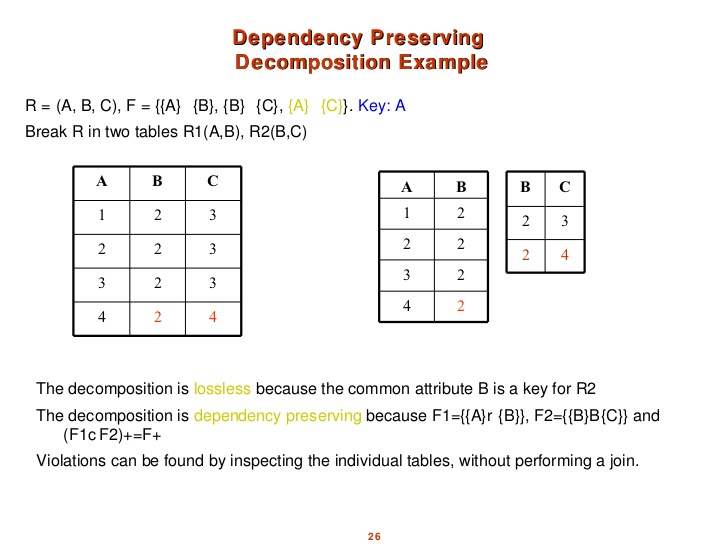 Dependency Preserving
Decomposition Example
R = (A, B, C), F = {{A} {B}, {B} {C}, {A} {C}}. Key: A
Break R in two tables R1(A,B), R2(B,C)
A B C
1 2 3
2 2 3
3 2 3
4 2 4
A B
1 2
2 2
3 2
4 2
B C
2 3
2 4
The decomposition is lossless because the common attribute B is a key for R2
The decomposition is dependency preserving because F1={{A}r {B}}, F2={{B}B{C}} and
(F1c F2)+=F+
Violations can be found by inspecting the individual tables, without performing a join.
26